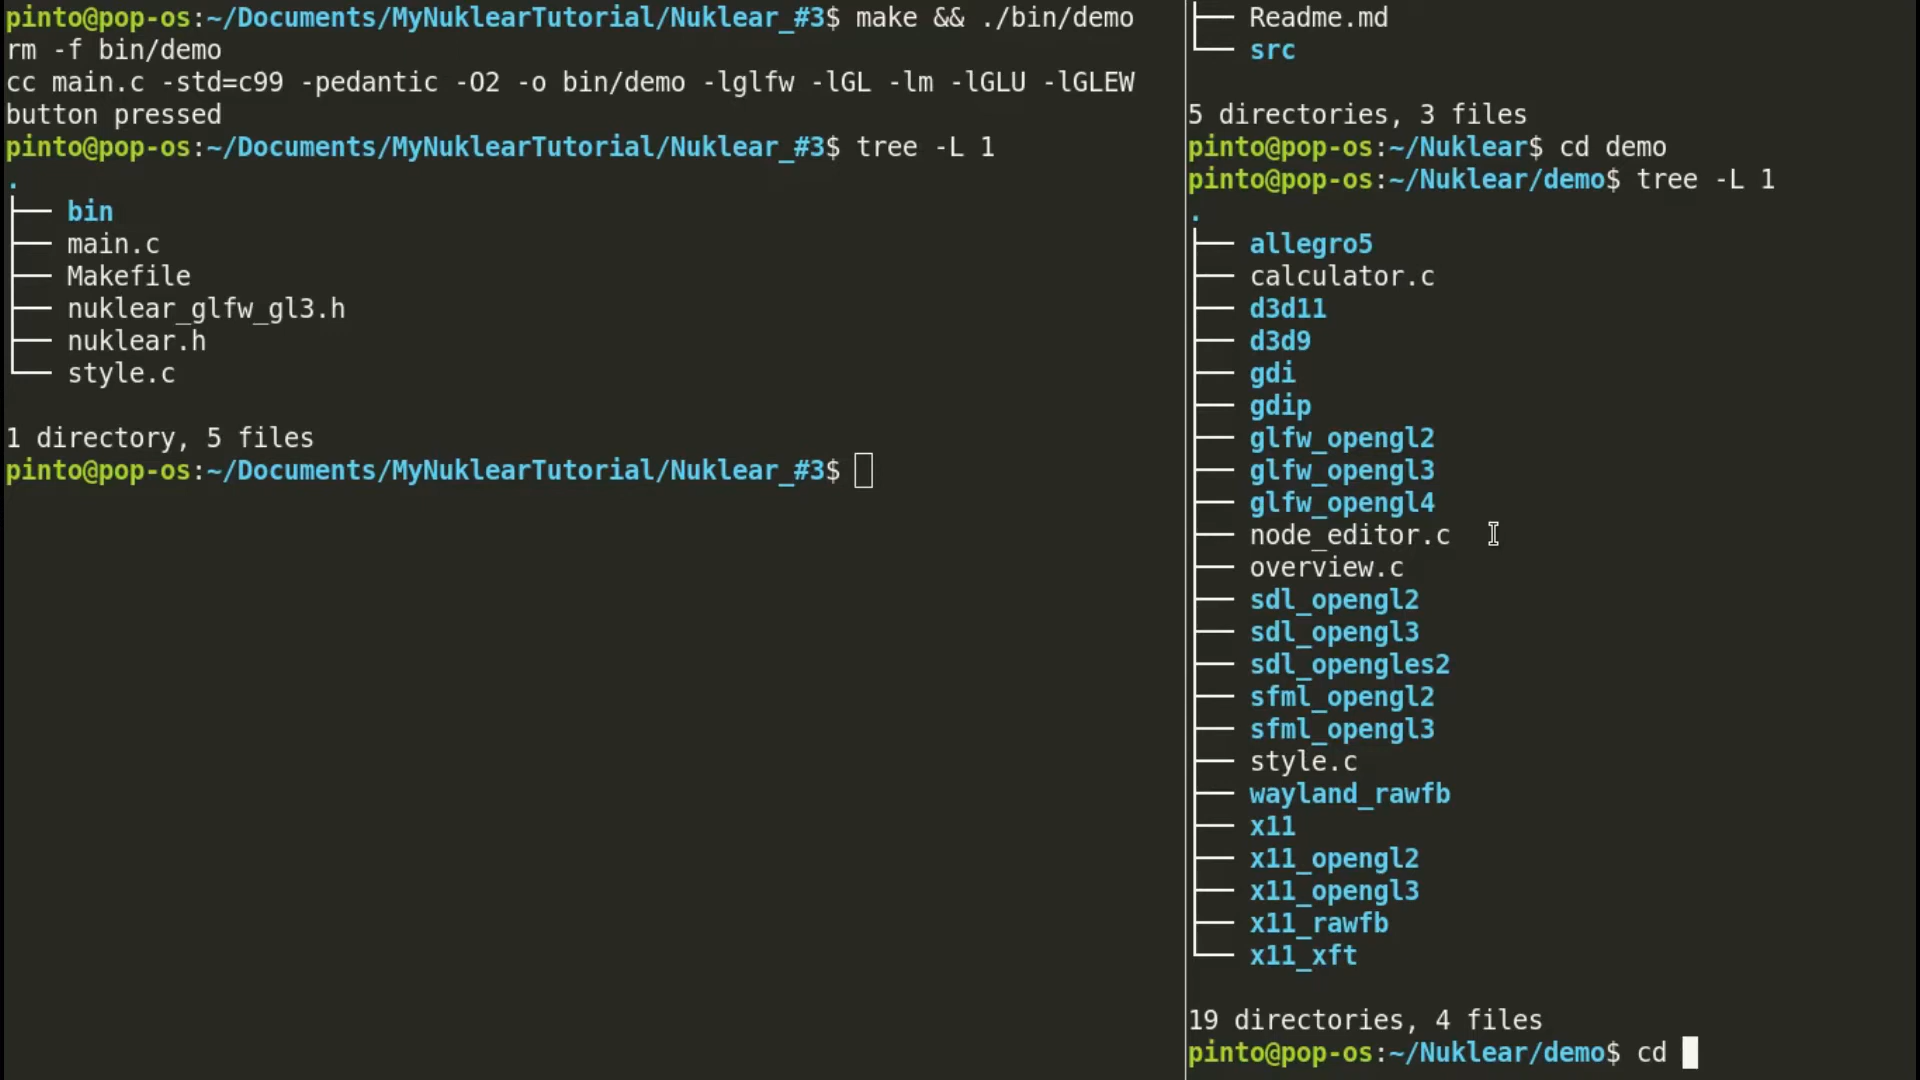 pinto@pop-os:~/Documents/MyNuklearTutorial/Nuklear_#3$ make && ./bin/demo
rm -f bin/demo
cc main.c -std=c99 -pedantic -O2 -o bin/demo -lglfw -lGL -lm -lGLU -lGLEW
button pressed
pinto@pop-os:~/Documents/MyNuklearTutorial/Nuklear_#3$ tree -L 1
.
├── bin
├── main.c
├── Makefile
├── nuklear_glfw_gl3.h
├── nuklear.h
└── style.c
1 directory, 5 files
pinto@pop-os:~/Documents/MyNuklearTutorial/Nuklear_#3$
├── Readme.md
└── src
5 directories, 3 files
pinto@pop-os:~/Nuklear$ cd demo
pinto@pop-os:~/Nuklear/demo$ tree -L 1
.
├── allegro5
├── calculator.c
├── d3d11
├── d3d9
├── gdi
├── gdip
├── glfw_opengl2
├── glfw_opengl3
├── glfw_opengl4
├── node_editor.c
├── overview.c
├── sdl_opengl2
├── sdl_opengl3
├── sdl_opengles2
├── sfml_opengl2
├── sfml_opengl3
├── style.c
├── wayland_rawfb
├── x11
├── x11_opengl2
├── x11_opengl3
├── x11_rawfb
└── x11_xft
19 directories, 4 files
pinto@pop-os:~/Nuklear/demo$ cd